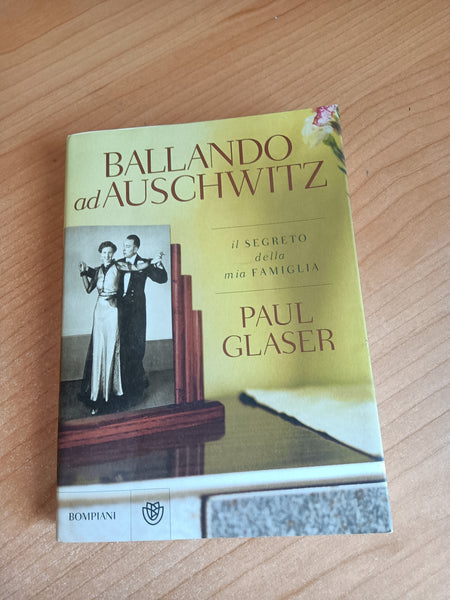 BALLANDO
ad AUSCHWITZ
il SEGRETO
della
mia FAMIGLIA
PAUL
GLASER
BOMPIANI